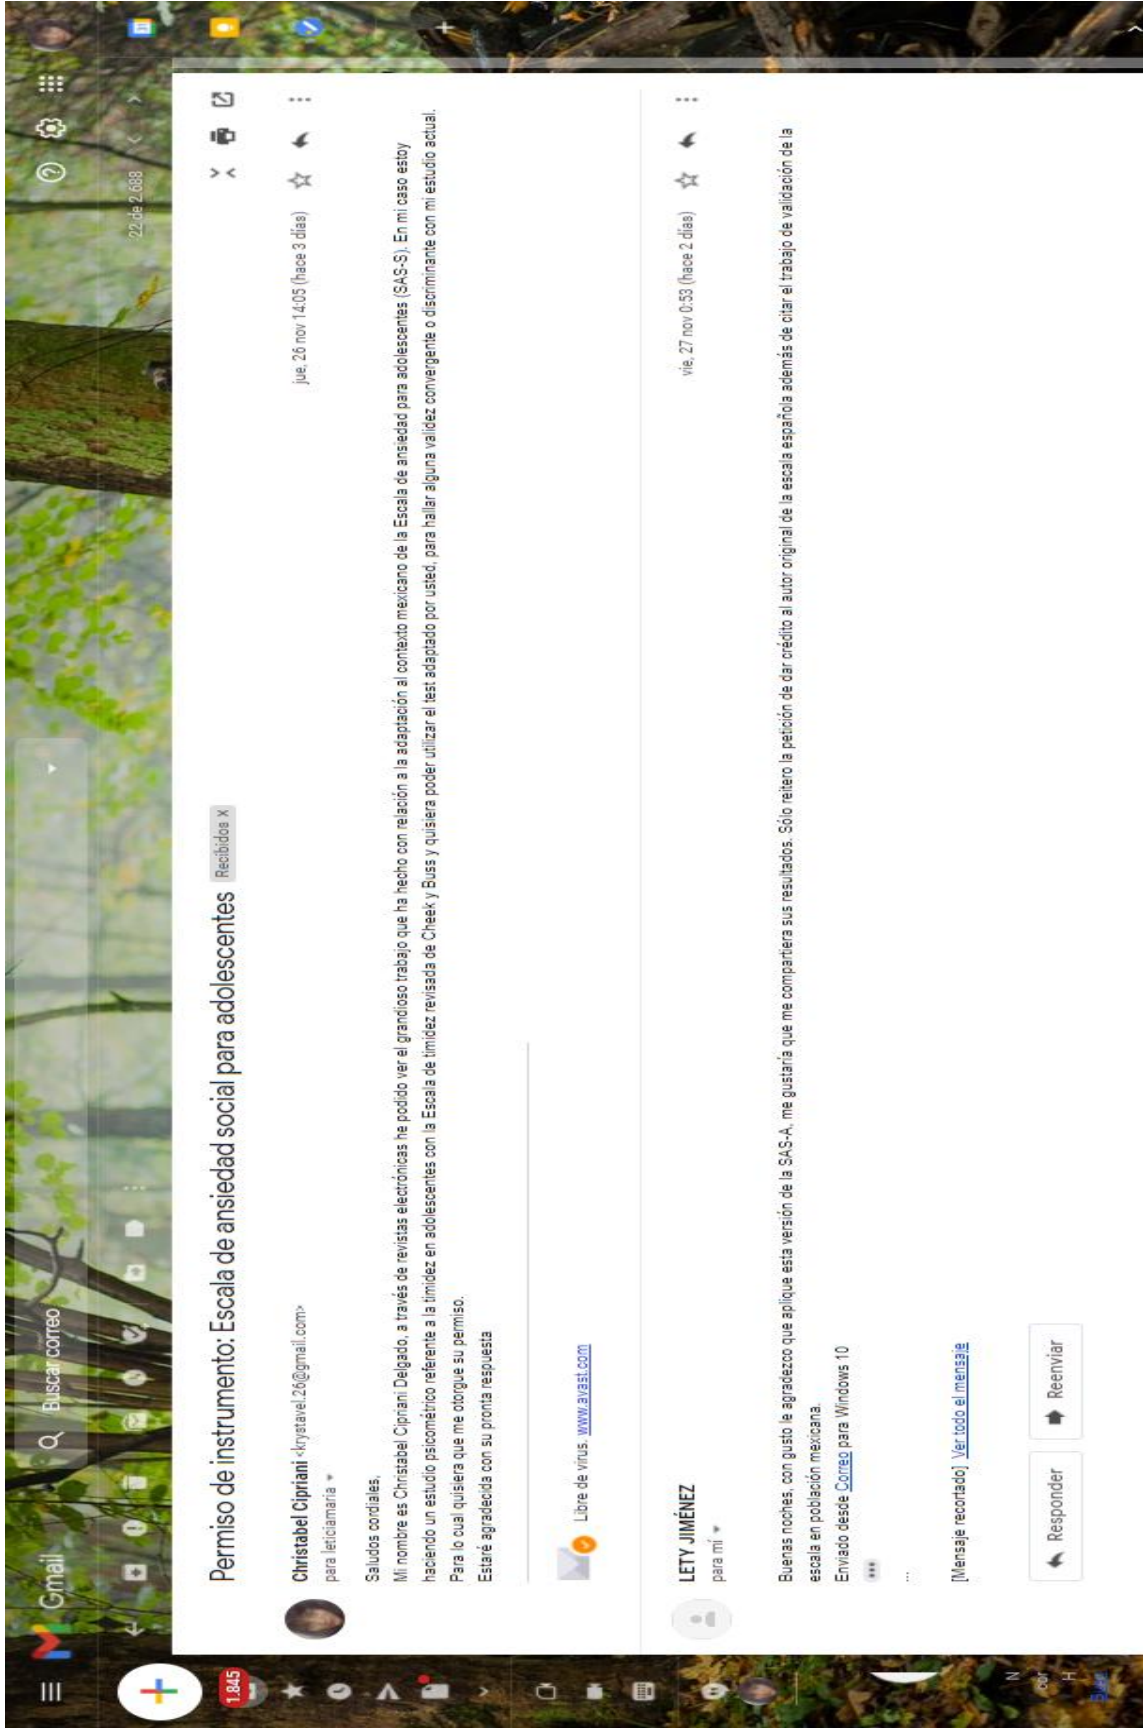 Gmail
Buscar correo
22 de 2.688
Permiso de instrumento: Escala de ansiedad social para adolescentes
Recibidos x
Christabel Cipriani <krystavel.26@gmail.com>
jue, 26 nov 14:05 (hace 3 días)
para leticiamaria
Saludos cordiales,
Mi nombre es Christabel Cipriani Delgado, a través de revistas electrónicas he podido ver el grandioso trabajo que ha hecho con relación a la adaptación al contexto mexicano de la Escala de ansiedad para adolescentes (SAS-S). En mi caso estoy
haciendo un estudio psicométrico referente a la timidez en adolescentes con la Escala de timidez revisada de Cheek y Buss y quisiera poder utilizar el test adaptado por usted, para hallar alguna validez convergente o discriminante con mi estudio actual.
Para lo cual quisiera que me otorgue su permiso.
Estaré agradecida con su pronta respuesta
Libre de virus. www.avast.com
LETY JIMÉNEZ
vie, 27 nov 0:53 (hace 2 días)
para mí
Buenas noches, con gusto le agradezco que aplique esta versión de la SAS-A, me gustaría que me compartiera sus resultados. Sólo reitero la petición de dar crédito al autor original de la escala española además de citar el trabajo de validación de la
escala en población mexicana.
Enviado desde Correo para Windows 10
...
[Mensaje recortado] Ver todo el mensaje
Responder
Reenviar
1.845
N
cor
H